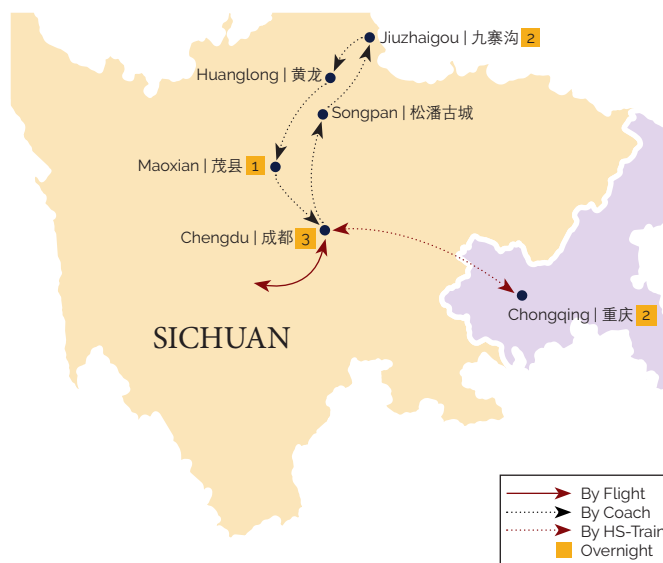 Jiuzhaigou | 九寨沟 2
Huanglong | 黄龙
Songpan | 松潘古城
Maoxian | 茂县 1
Chengdu | 成都 3
Chongqing | 重庆 2
SICHUAN
By Flight
By Coach
By HS-Train
Overnight